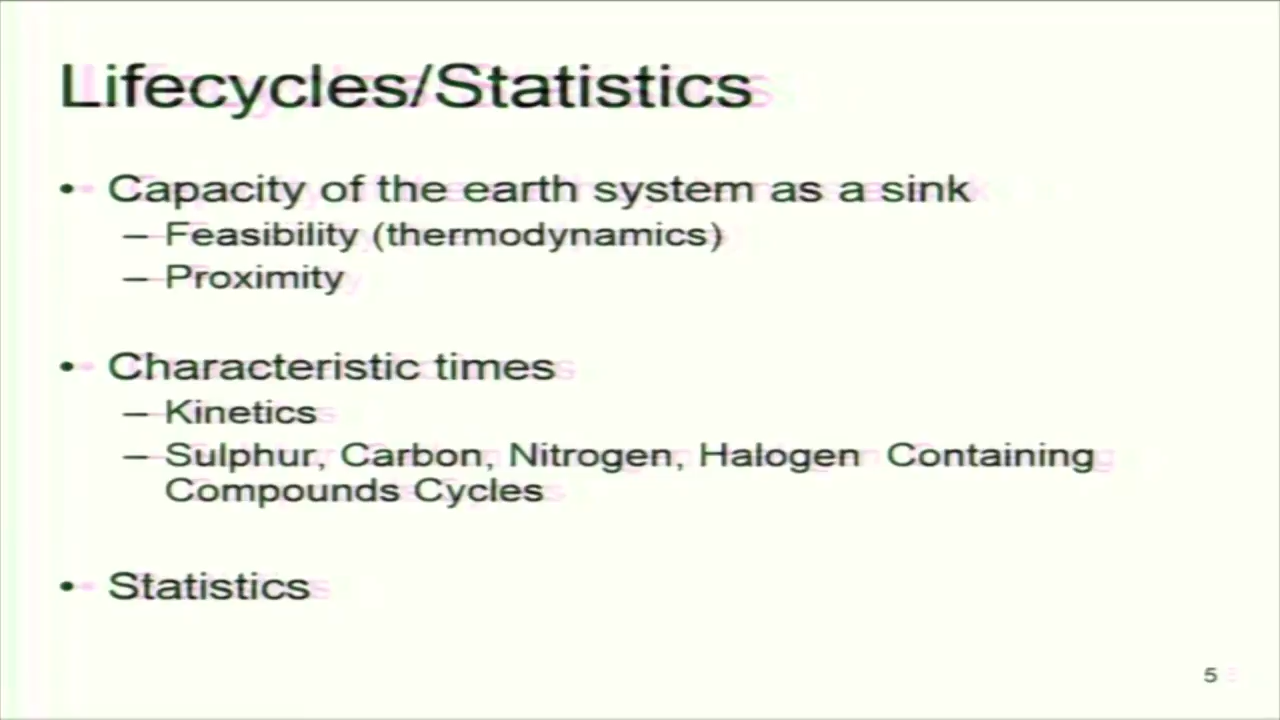 Lifecycles/Statistics
• Capacity of the earth system as a sink
– Feasibility (thermodynamics)
– Proximity
• Characteristic times
– Kinetics
– Sulphur, Carbon, Nitrogen, Halogen Containing
Compounds Cycles
• Statistics
5